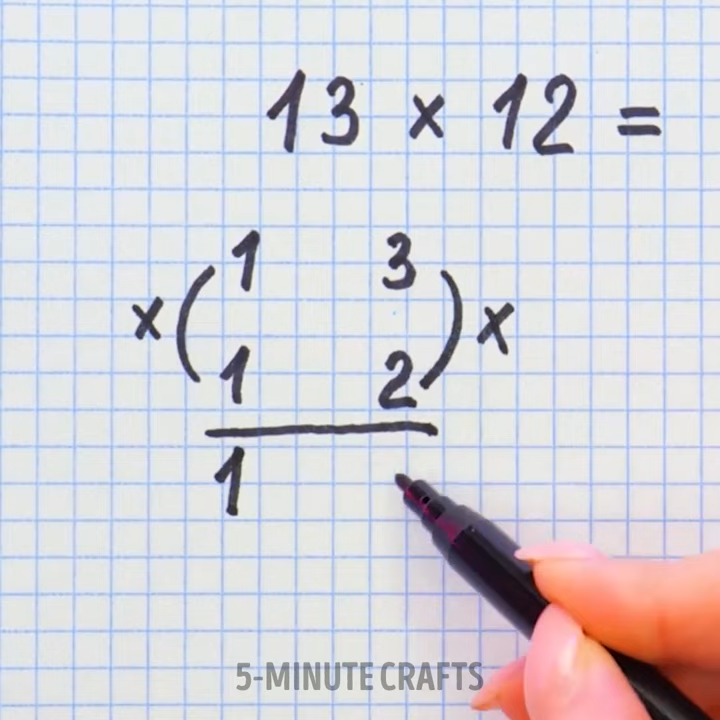 13 × 12 =
1 3
×( )×
1 2
1
5-MINUTE CRAFTS